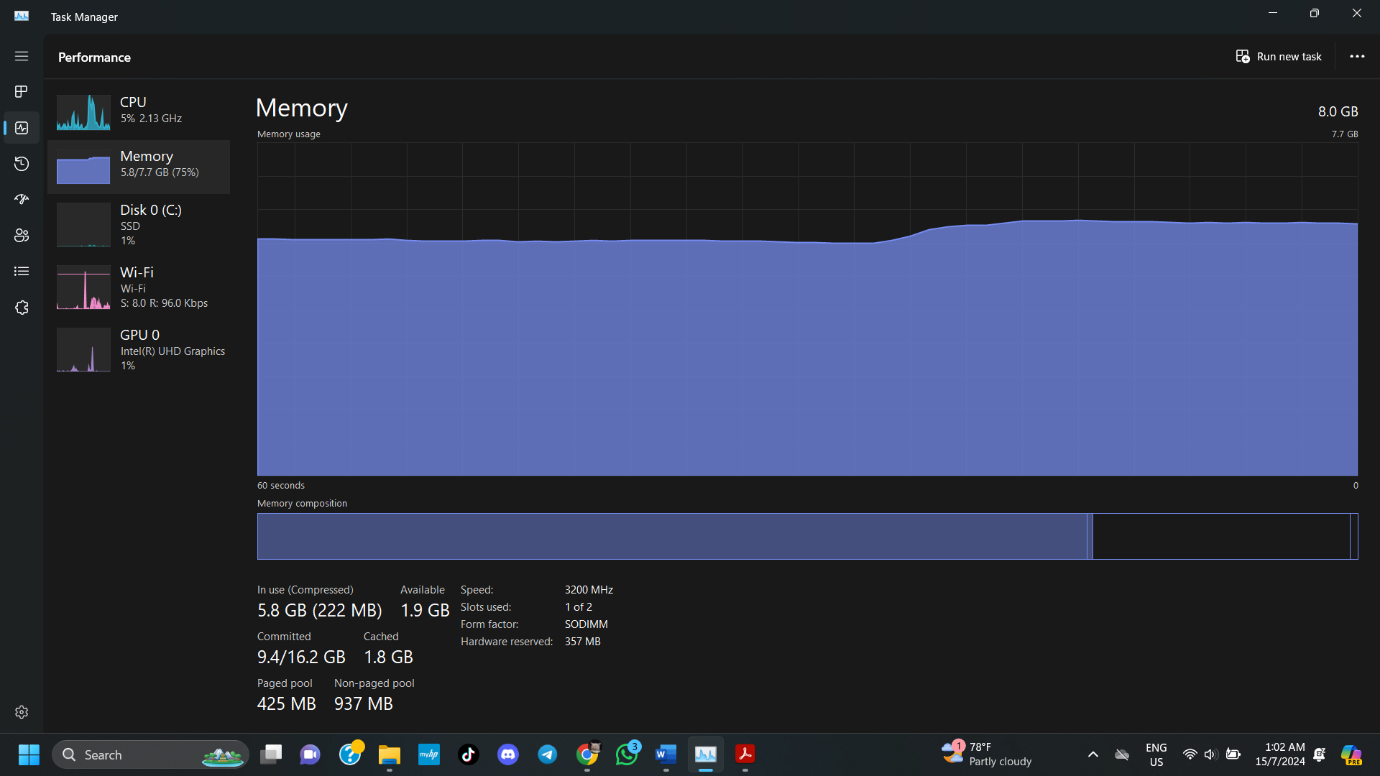 Task Manager
Performance
Run new task
CPU
5% 2.13 GHz
Memory
5.8/7.7 GB (75%)
Disk 0 (C:)
SSD
1%
Wi-Fi
Wi-Fi
S: 8.0 R: 96.0 Kbps
GPU 0
Intel(R) UHD Graphics
1%
Memory
8.0 GB
Memory usage
7.7 GB
60 seconds
0
Memory composition
In use (Compressed)
5.8 GB (222 MB)
Available
1.9 GB
Committed
9.4/16.2 GB
Cached
1.8 GB
Paged pool
425 MB
Non-paged pool
937 MB
Speed: 3200 MHz
Slots used: 1 of 2
Form factor: SODIMM
Hardware reserved: 357 MB
Search
myhp
3
W
1
78°F
Partly cloudy
ENG
US
1:02 AM
15/7/2024
PRE